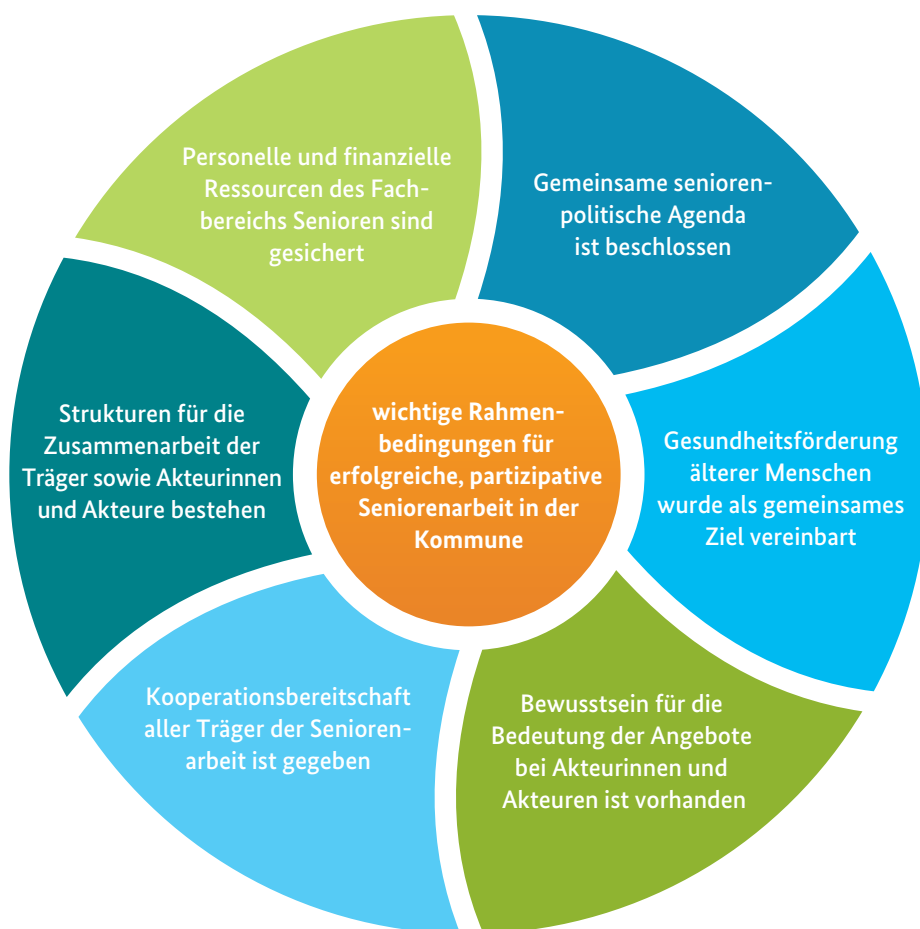 Personelle und finanzielle
Ressourcen des Fach-
bereichs Senioren sind
gesichert
Gemeinsame senioren-
politische Agenda
ist beschlossen
Strukturen für die
Zusammenarbeit der
Träger sowie Akteurinnen
und Akteure bestehen
wichtige Rahmen-
bedingungen für
erfolgreiche, partizipative
Seniorenarbeit in der
Kommune
Gesundheitsförderung
älterer Menschen
wurde als gemeinsames
Ziel vereinbart
Kooperationsbereitschaft
aller Träger der Senioren-
arbeit ist gegeben
Bewusstsein für die
Bedeutung der Angebote
bei Akteurinnen und
Akteuren ist vorhanden